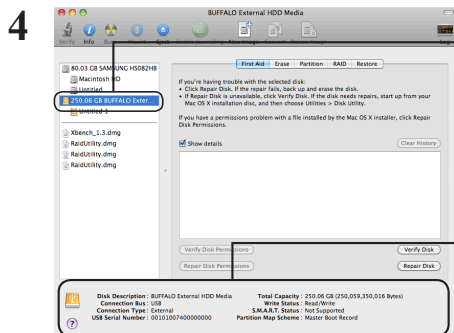 4
BUFFALO External HDD Media
Verify Info Burn Eject Log
80.03 GB SAMSUNG HS082HB
Macintosh HD
Untitled
250.06 GB BUFFALO Exter...
Untitled 1
Xbench_1.3.dmg
RaidUtility.dmg
RaidUtility.dmg
RaidUtility.dmg
First Aid Erase Partition RAID Restore
If you're having trouble with the selected disk:
• Click Repair Disk. If the repair fails, back up and erase the disk.
• If Repair Disk is unavailable, click Verify Disk. If the disk needs repairs, start up from your
Mac OS X installation disc, and then choose Utilities > Disk Utility.
If you have a permissions problem with a file installed by the Mac OS X installer, click Repair
Disk Permissions.
Show details Clear History
Verify Disk Permissions Verify Disk
Repair Disk Permissions Repair Disk
Disk Description : BUFFALO External HDD Media
Connection Bus : USB
Connection Type : External
USB Serial Number : 00101007400000000
Total Capacity : 250.06 GB (250,059,350,016 Bytes)
Write Status : Read/Write
S.M.A.R.T. Status : Not Supported
Partition Map Scheme : Master Boot Record
?